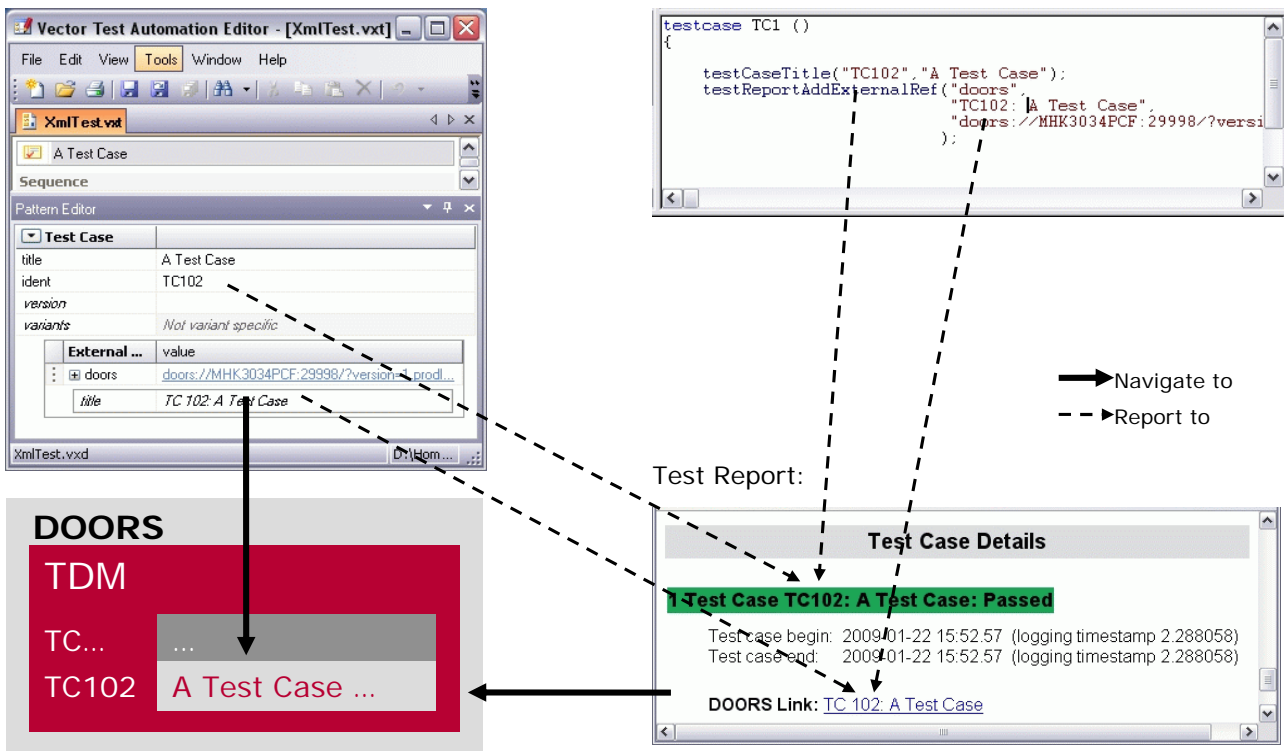 Vector Test Automation Editor - [XmlTest.vxt]
File Edit View Tools Window Help
XmlTest.vxt
A Test Case
Sequence
Pattern Editor
Test Case
title A Test Case
ident TC102
version
variants Not variant specific
External ... value
doors doors://MHK3034PCF:29998/?version=1,prodl...
title TC 102: A Test Case
XmlTest.vxd D:\Hom...
testcase TC1 ()
{
testCaseTitle("TC102","A Test Case");
testReportAddExternalRef("doors",
"TC102: A Test Case",
"doors://MHK3034PCF:29998/?versi
);
Navigate to
Report to
DOORS
TDM
TC... ...
TC102 A Test Case ...
Test Report:
Test Case Details
1 Test Case TC102: A Test Case: Passed
Test case begin: 2009-01-22 15:52.57 (logging timestamp 2.288058)
Test case end: 2009-01-22 15:52.57 (logging timestamp 2.288058)
DOORS Link: TC 102: A Test Case